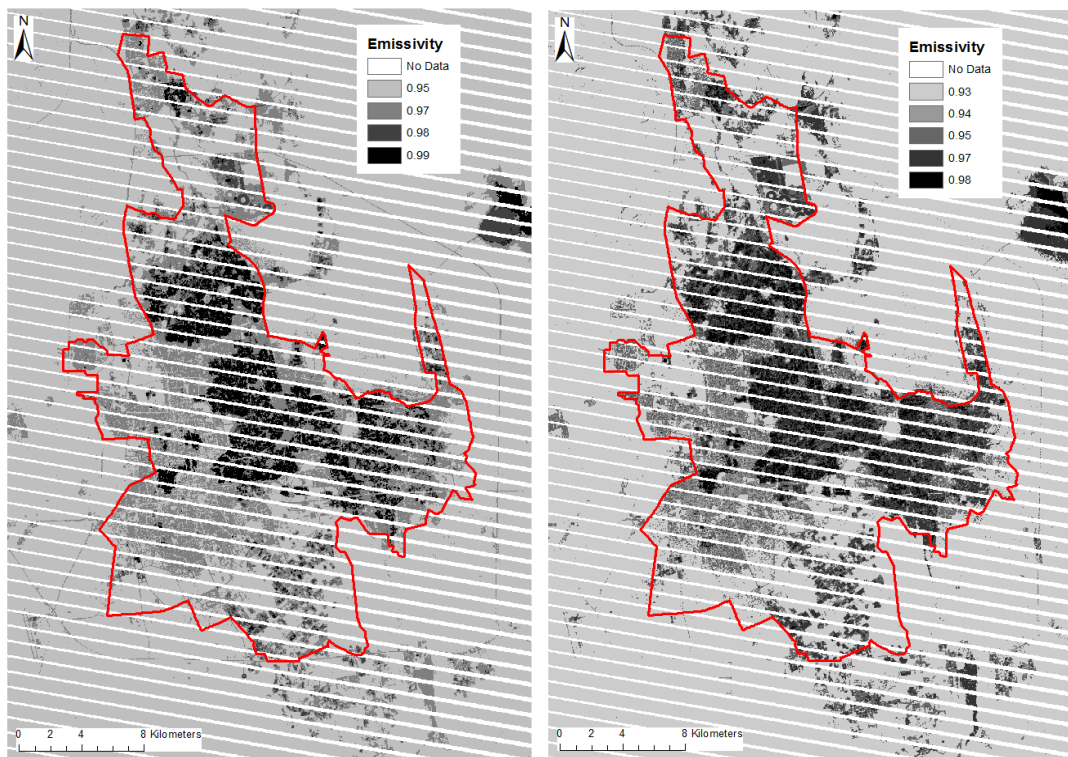 N
Emissivity
No Data
0.95
0.97
0.98
0.99
0 2 4 8 Kilometers
N
Emissivity
No Data
0.93
0.94
0.95
0.97
0.98
0 2 4 8 Kilometers